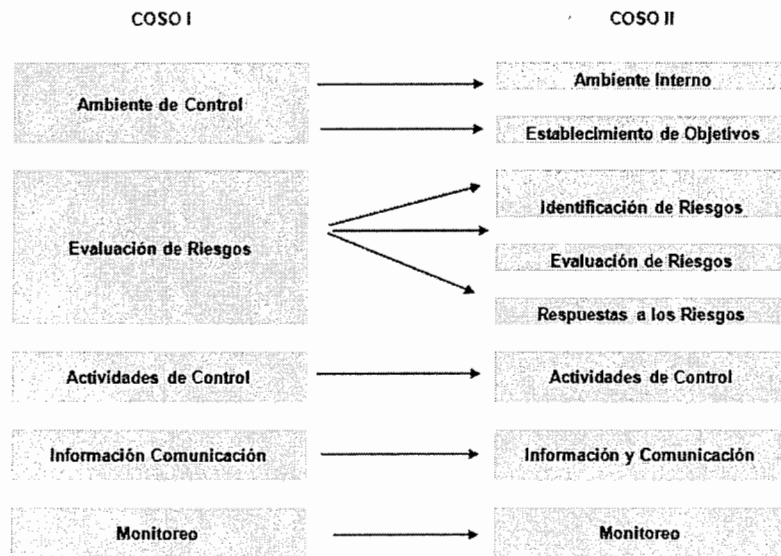 COSO I
COSO II
Ambiente de Control
Ambiente Interno
Establecimiento de Objetivos
Evaluación de Riesgos
Identificación de Riesgos
Evaluación de Riesgos
Respuestas a los Riesgos
Actividades de Control
Actividades de Control
Información Comunicación
Información y Comunicación
Monitoreo
Monitoreo